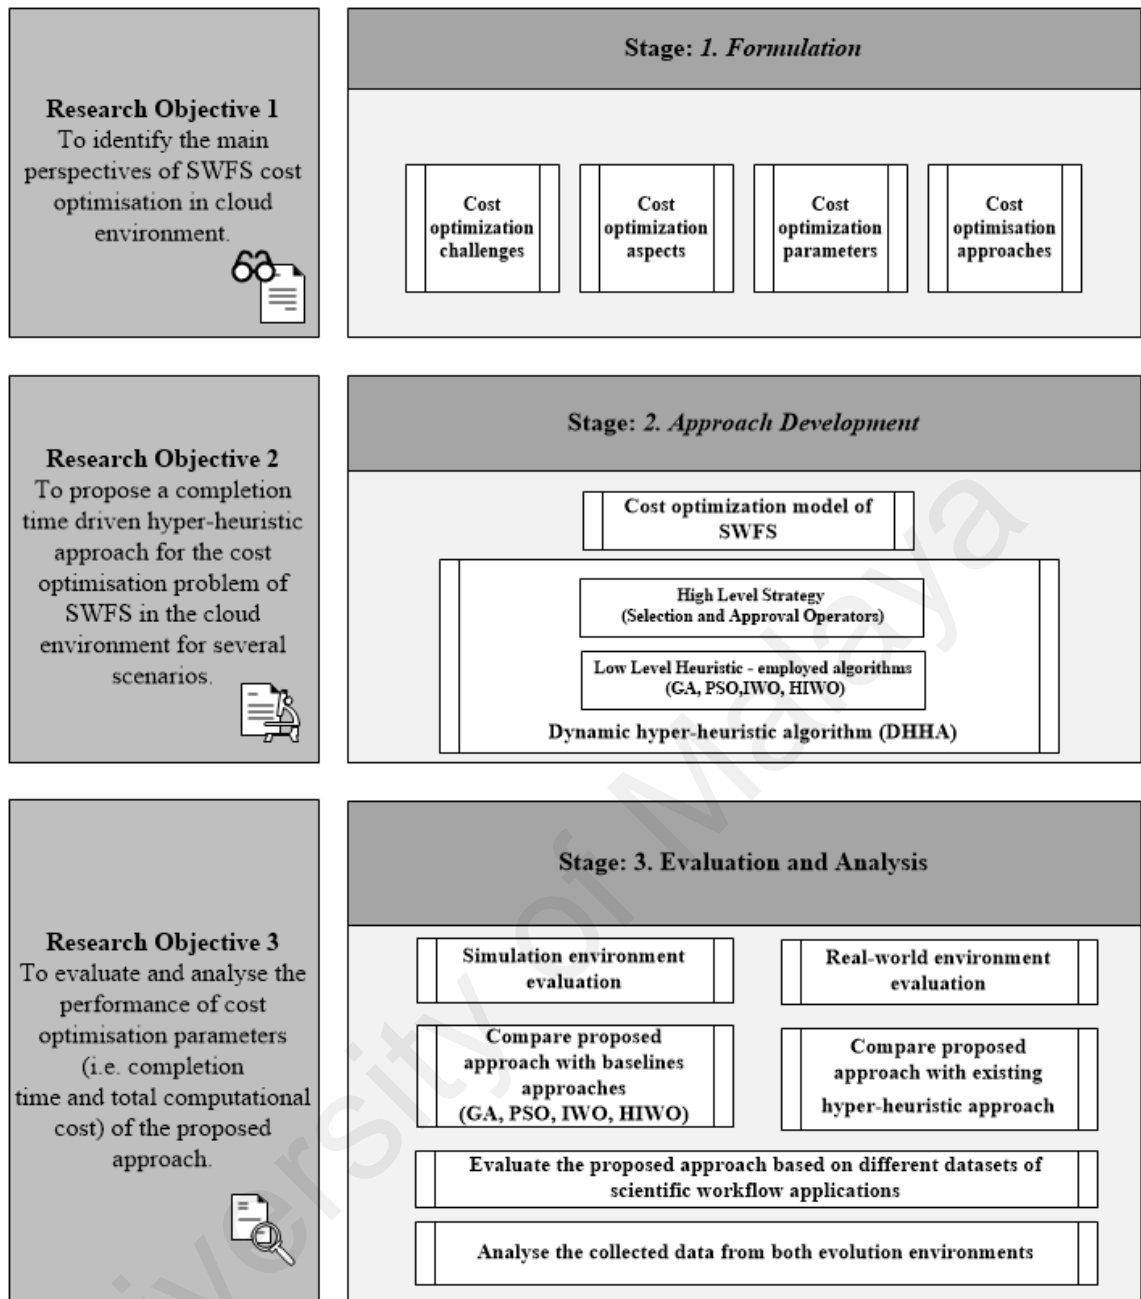 Research Objective 1
To identify the main
perspectives of SWFS cost
optimisation in cloud
environment.
Stage: 1. Formulation
Cost
optimization
challenges
Cost
optimization
aspects
Cost
optimization
parameters
Cost
optimisation
approaches
Research Objective 2
To propose a completion
time driven hyper-heuristic
approach for the cost
optimisation problem of
SWFS in the cloud
environment for several
scenarios.
Stage: 2. Approach Development
Cost optimization model of
SWFS
High Level Strategy
(Selection and Approval Operators)
Low Level Heuristic - employed algorithms
(GA, PSO,IWO, HIWO)
Dynamic hyper-heuristic algorithm (DHHA)
Research Objective 3
To evaluate and analyse the
performance of cost
optimisation parameters
(i.e. completion
time and total computational
cost) of the proposed
approach.
Stage: 3. Evaluation and Analysis
Simulation environment
evaluation
Real-world environment
evaluation
Compare proposed
approach with baselines
approaches
(GA, PSO, IWO, HIWO)
Compare proposed
approach with existing
hyper-heuristic approach
Evaluate the proposed approach based on different datasets of
scientific workflow applications
Analyse the collected data from both evolution environments
versity of Malaya